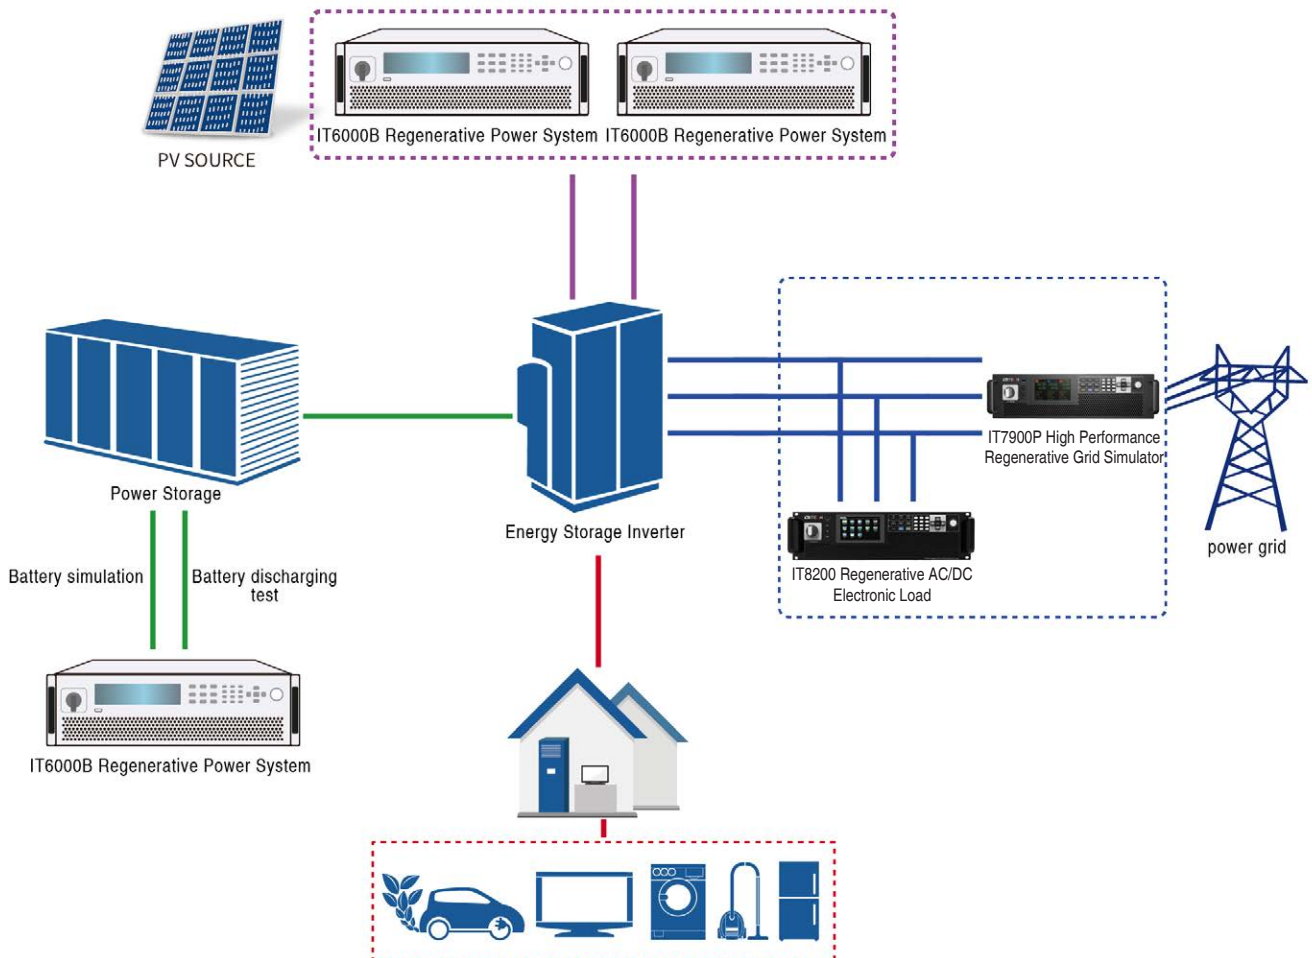 IT6000B Regenerative Power System
IT6000B Regenerative Power System
PV SOURCE
IT7900P High Performance
Regenerative Grid Simulator
Power Storage
Energy Storage Inverter
power grid
IT8200 Regenerative AC/DC
Electronic Load
Battery simulation
Battery discharging
test
IT6000B Regenerative Power System